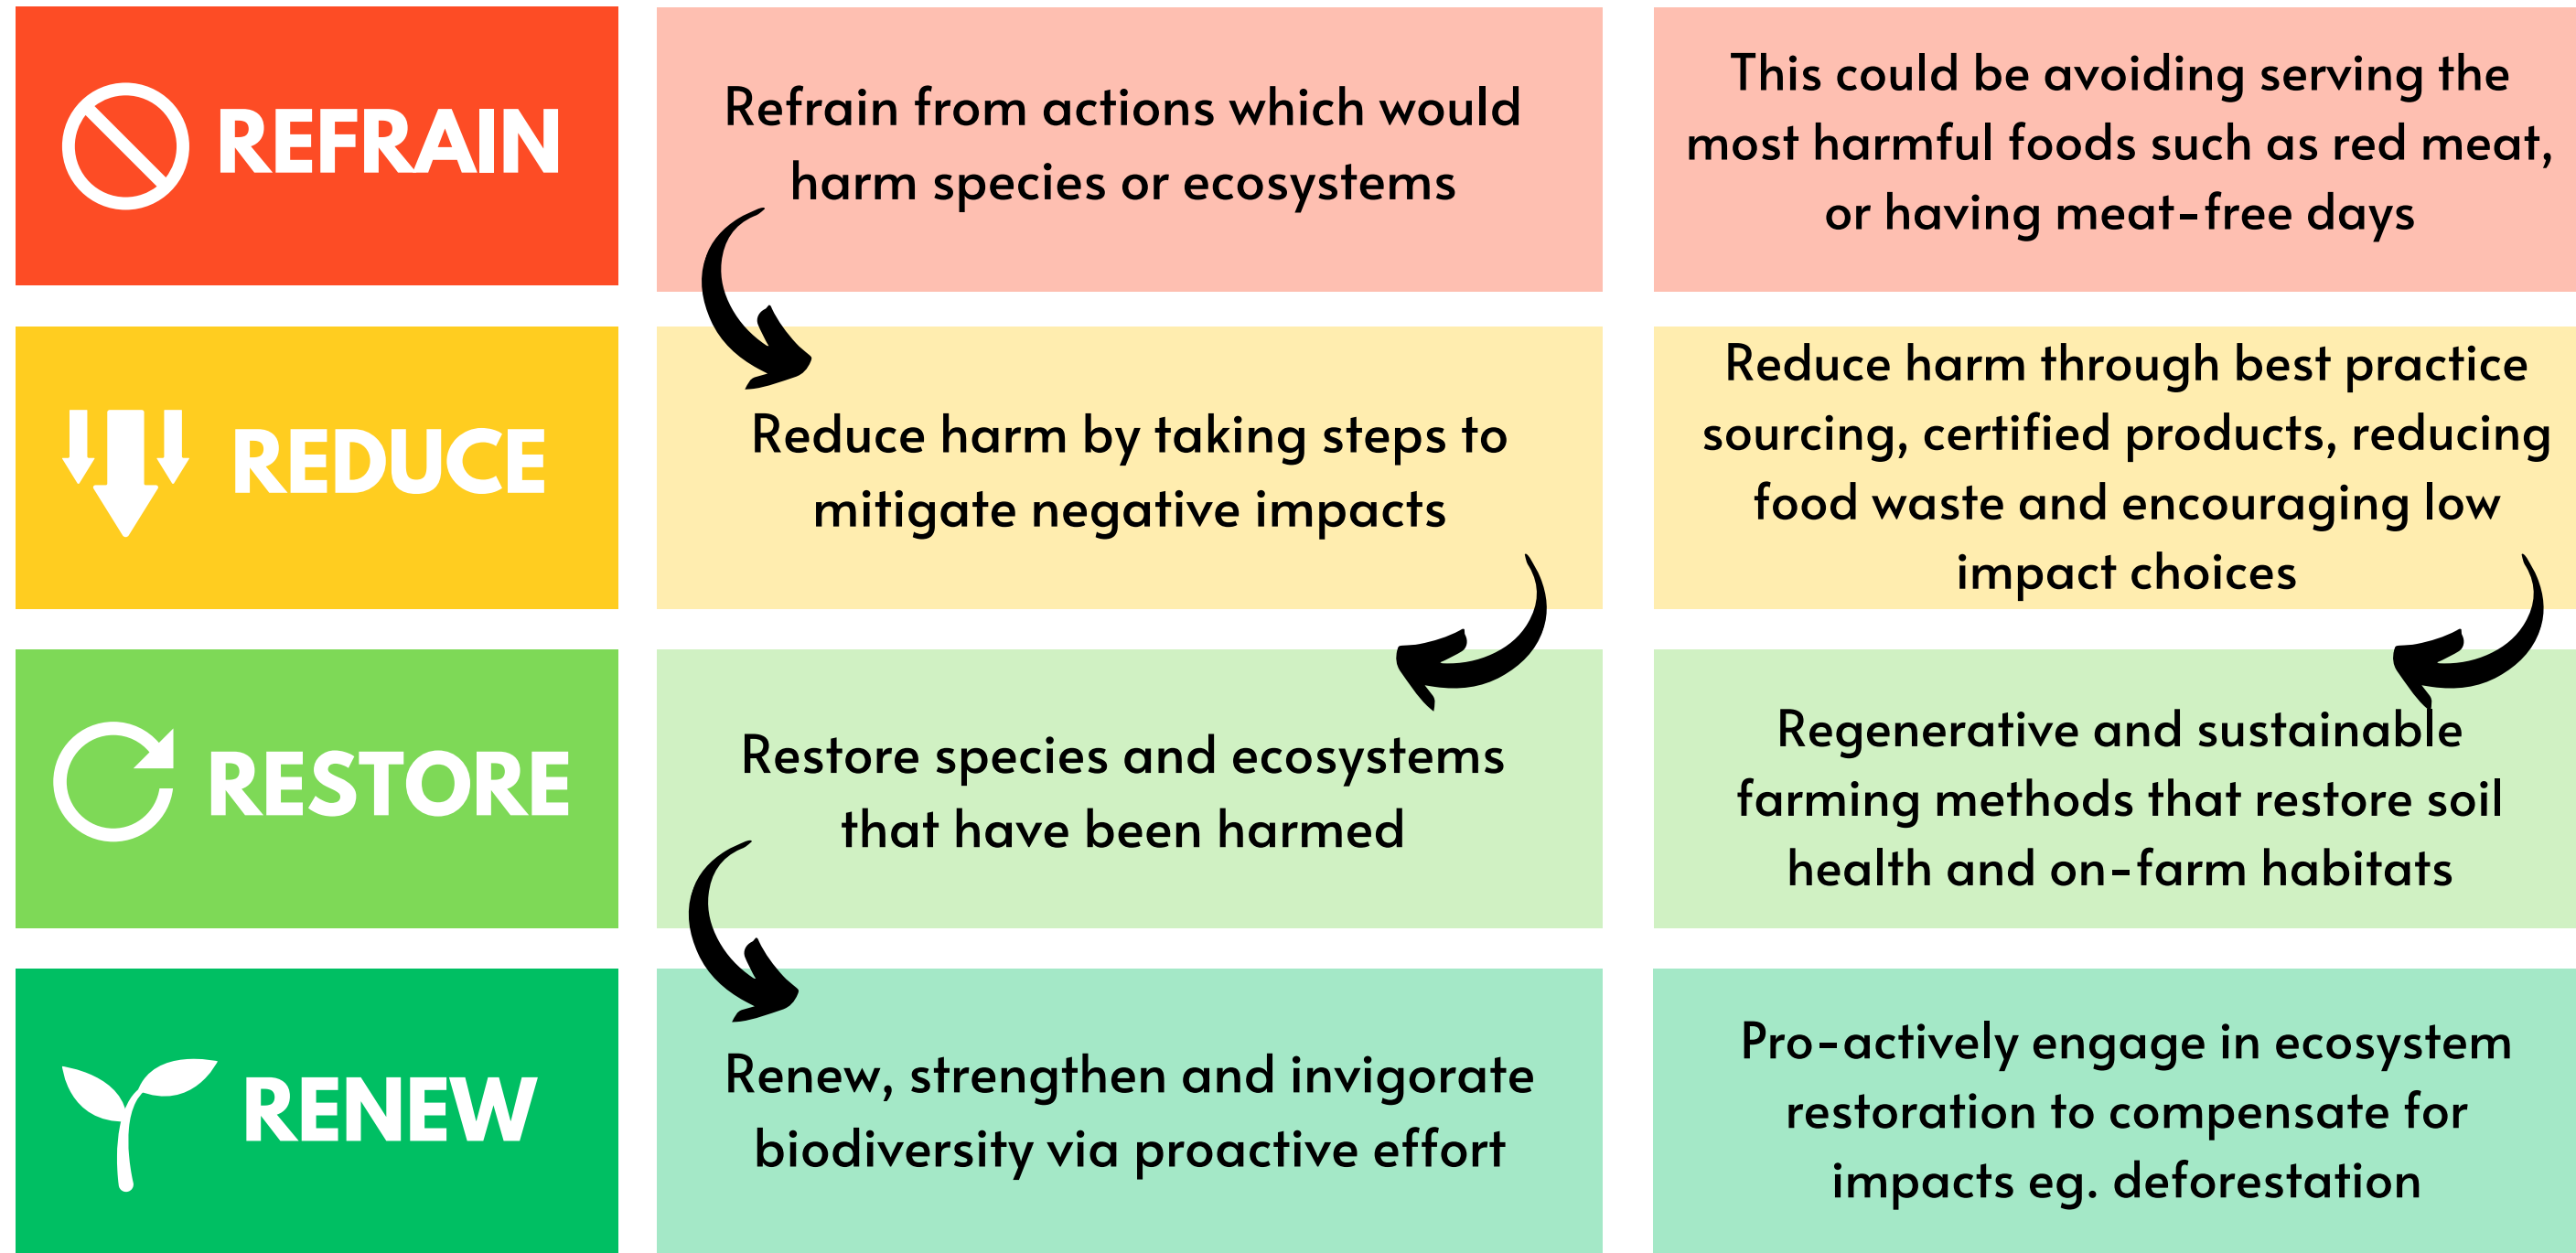 REFRAIN
Refrain from actions which would
harm species or ecosystems
This could be avoiding serving the
most harmful foods such as red meat,
or having meat-free days
REDUCE
Reduce harm by taking steps to
mitigate negative impacts
Reduce harm through best practice
sourcing, certified products, reducing
food waste and encouraging low
impact choices
RESTORE
Restore species and ecosystems
that have been harmed
Regenerative and sustainable
farming methods that restore soil
health and on-farm habitats
RENEW
Renew, strengthen and invigorate
biodiversity via proactive effort
Pro-actively engage in ecosystem
restoration to compensate for
impacts eg. deforestation